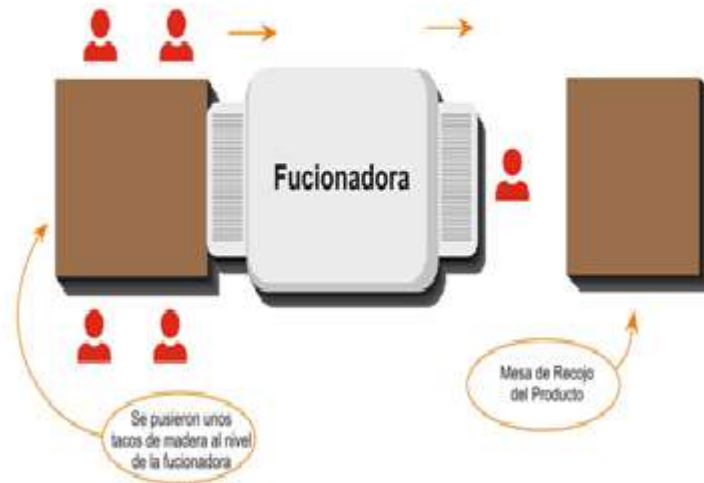 Fucionadora
Mesa de Recojo
del Producto
Se pusieron unos
tacos de madera al nivel
de la fucionadora